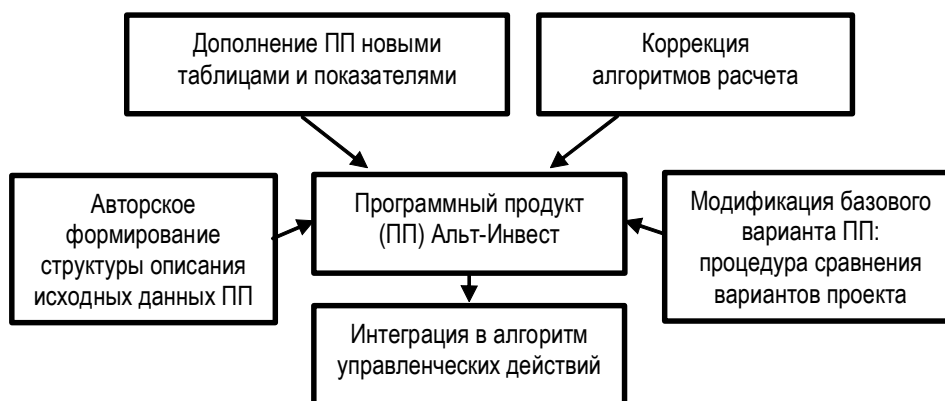 Дополнение ПП новыми
таблицами и показателями
Коррекция
алгоритмов расчета
Авторское
формирование
структуры описания
исходных данных ПП
Программный продукт
(ПП) Альт-Инвест
Модификация базового
варианта ПП:
процедура сравнения
вариантов проекта
Интеграция в алгоритм
управленческих действий